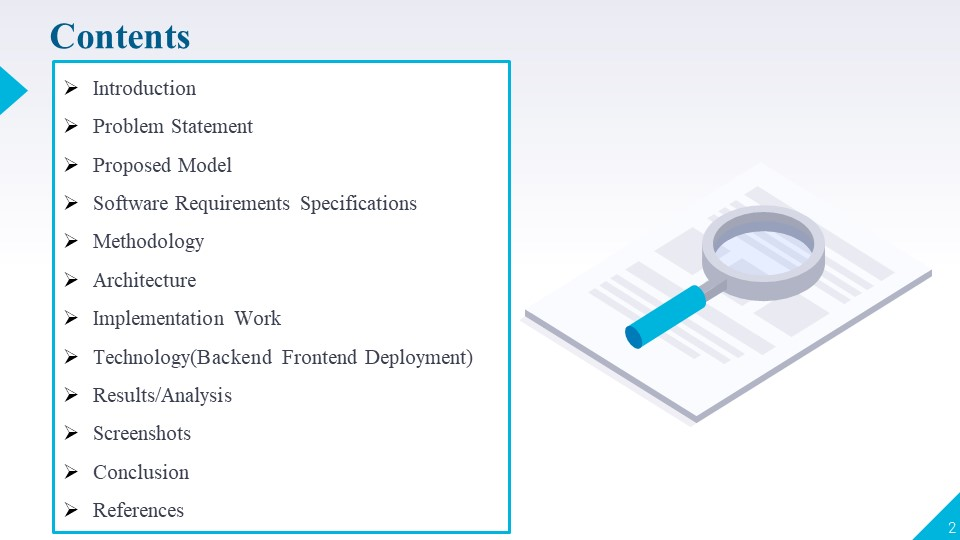 Contents
Introduction
Problem Statement
Proposed Model
Software Requirements Specifications
Methodology
Architecture
Implementation Work
Technology(Backend Frontend Deployment)
Results/Analysis
Screenshots
Conclusion
References
2